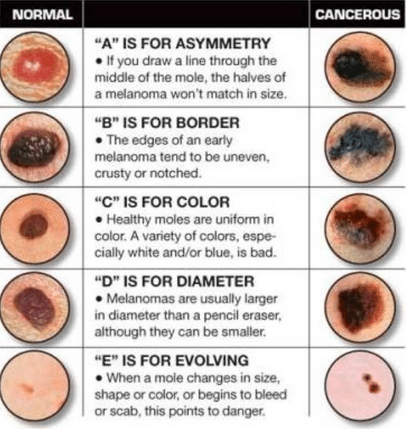 NORMAL
CANCEROUS
“A” IS FOR ASYMMETRY
• If you draw a line through the
middle of the mole, the halves of
a melanoma won’t match in size.
“B” IS FOR BORDER
• The edges of an early
melanoma tend to be uneven,
crusty or notched.
“C” IS FOR COLOR
• Healthy moles are uniform in
color. A variety of colors, espe-
cially white and/or blue, is bad.
“D” IS FOR DIAMETER
• Melanomas are usually larger
in diameter than a pencil eraser,
although they can be smaller.
“E” IS FOR EVOLVING
• When a mole changes in size,
shape or color, or begins to bleed
or scab, this points to danger.